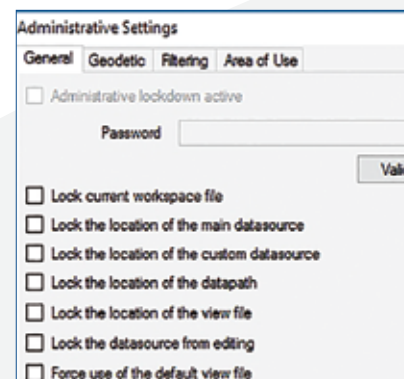 Administrative Settings
General Geodetic Filtering Area of Use
Administrative lockdown active
Password
Lock current workspace file
Lock the location of the main datasource
Lock the location of the custom datasource
Lock the location of the datapath
Lock the location of the view file
Lock the datasource from editing
Force use of the default view file